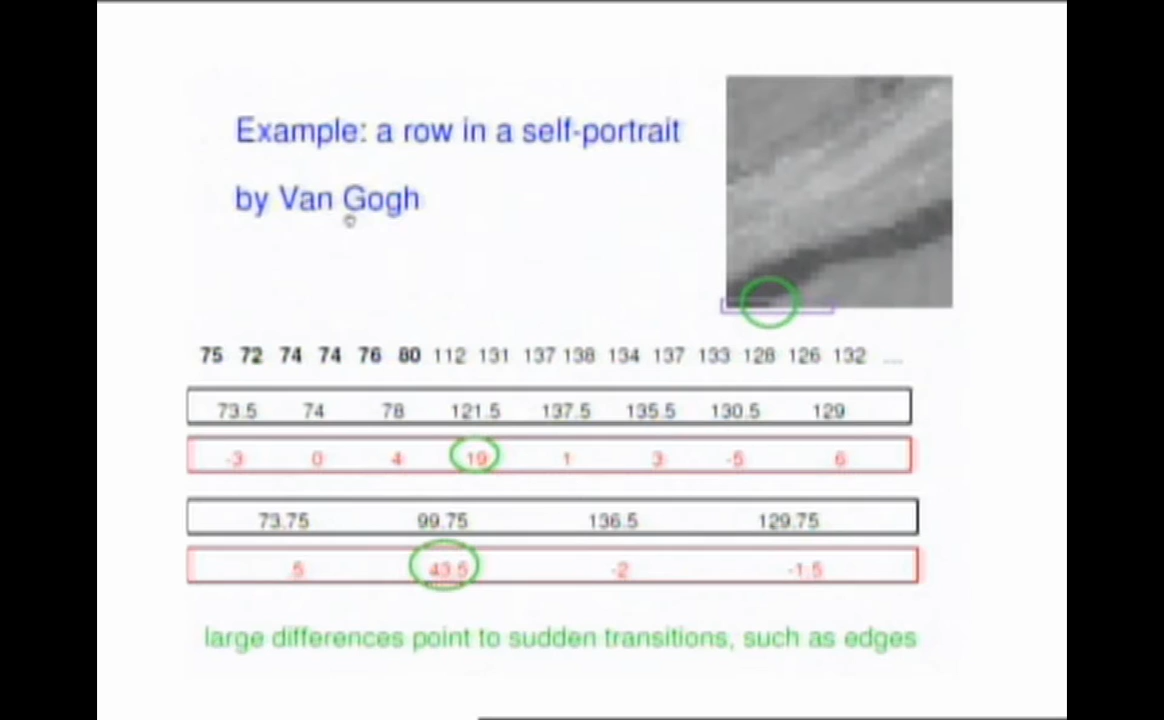 Example: a row in a self-portrait
by Van Gogh
75 72 74 74 76 80 112 131 137 138 134 137 133 128 126 132 ....
73.5 74 78 121.5 137.5 135.5 130.5 129
-3 0 4 19 1 3 -5 6
73.75 99.75 136.5 129.75
.5 43.5 -2 -1.5
large differences point to sudden transitions, such as edges